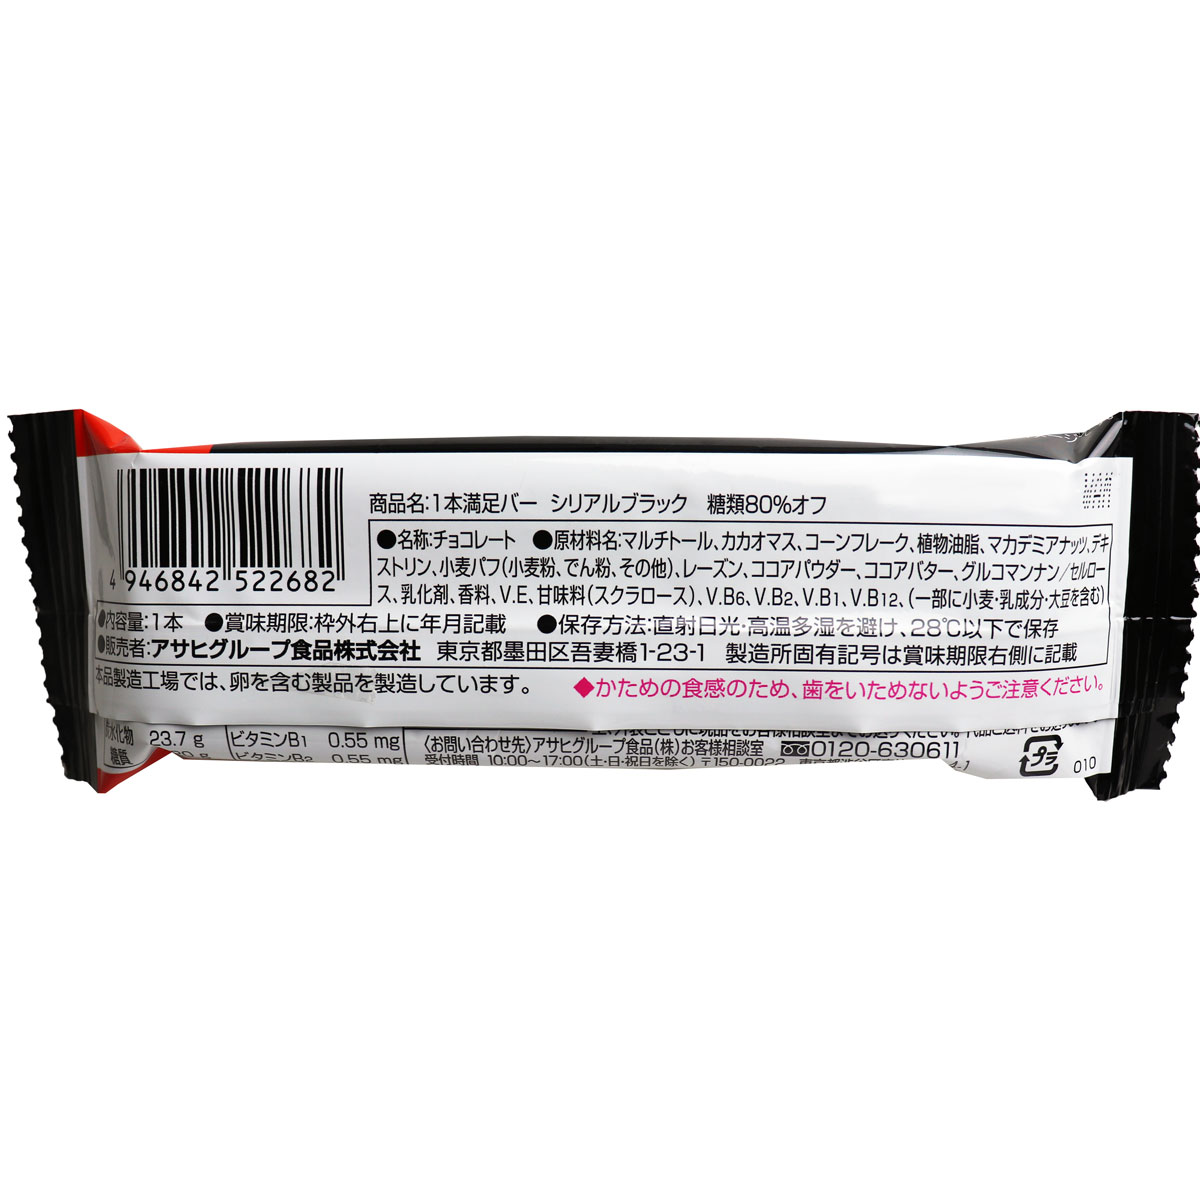 商品名:1本満足バー シリアルブラック 糖類80%オフ
●名称:チョコレート ●原材料名:マルチトール、カカオマス、コーンフレーク、植物油脂、マカデミアナッツ、デキ
ストリン、小麦パフ(小麦粉、でん粉、その他)、レーズン、ココアパウダー、ココアバター、グルコマンナン/セルロー
ス、乳化剤、香料、V.E、甘味料(スクラロース)、V.B6、V.B2、V.B1、V.B12、(一部に小麦・乳成分・大豆を含む)
4 946842 522682
●内容量:1本 ●賞味期限:枠外右上に年月記載 ●保存方法:直射日光・高温多湿を避け、28℃以下で保存
●販売者:アサヒグループ食品株式会社 東京都墨田区吾妻橋1-23-1 製造所固有記号は賞味期限右側に記載
本品製造工場では、卵を含む製品を製造しています。 ◆かための食感のため、歯をいためないようご注意ください。
炭水化物 23.7 g ビタミンB1 0.55 mg 〈お問い合わせ先〉アサヒグループ食品(株)お客様相談室 0120-630611
糖質 ビタミンB2 0.55 mg 受付時間 10:00~17:00(土・日・祝日を除く) 〒150-0022
プラ 010